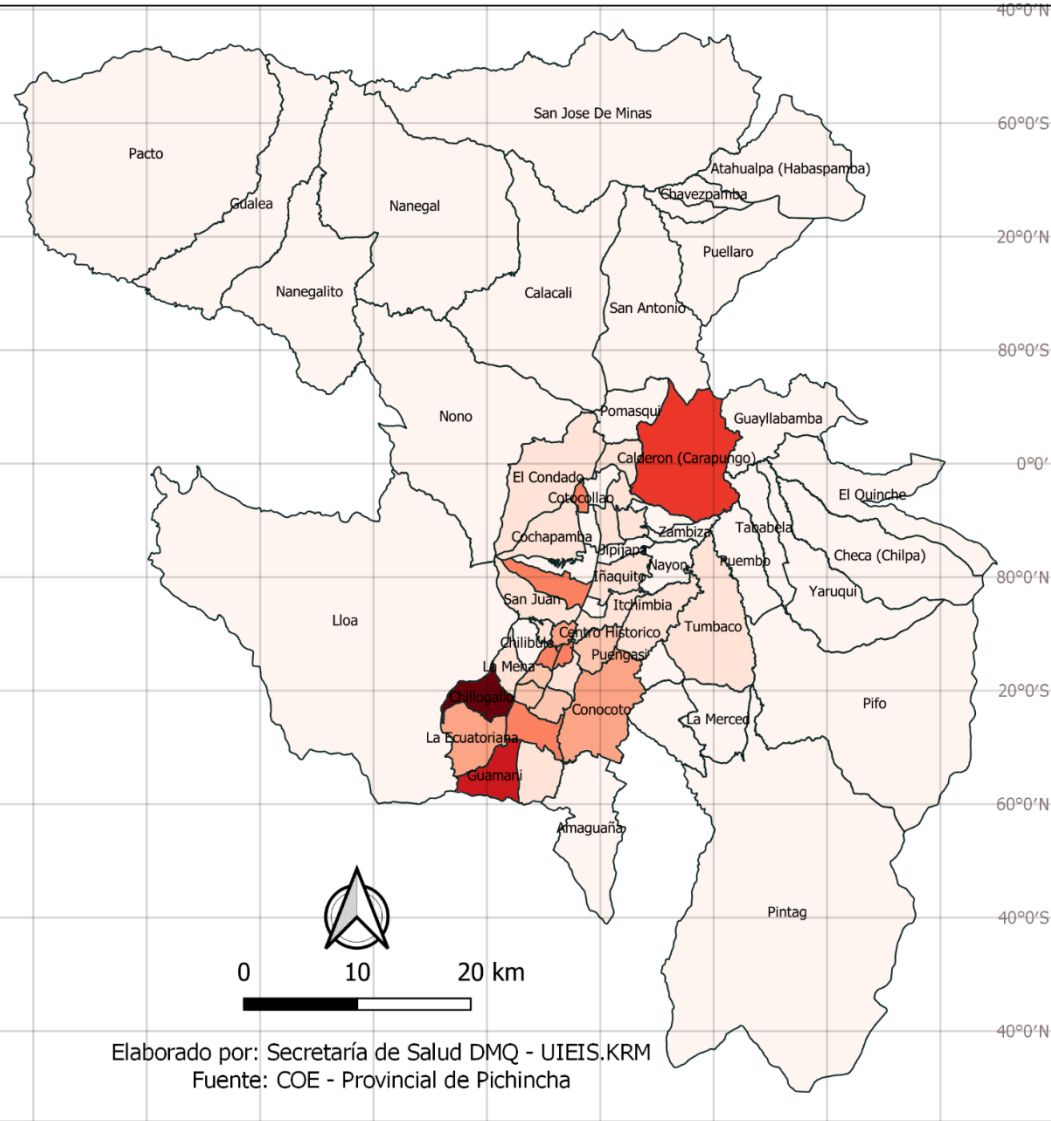 40°0'N
San Jose De Minas
60°0'S
Pacto
Atahualpa (Habaspamba)
Chavezpamba
Gualea
Nanegal
20°0'S
Puellaro
Nanegalito
Calacali
San Antonio
80°0'S
Pomasqui
Nono
Guayllabamba
Calderon (Carapungo)
0°0'
El Condado
Cotocollao
El Quinche
Tababela
Zambiza
Cochapamba
Jipijapa
Checa (Chilpa)
Nayon
Puembo
80°0'S
Iñaquito
Yaruqui
San Juan
Itchimbia
Lloa
Tumbaco
Centro Historico
Chilibulo
Puengasi
La Mena
20°0'S
Chillogallo
Pifo
Conocoto
La Merced
La Ecuatoriana
Guamani
60°0'S
Amaguaña
Pintag
40°0'S
0 10 20 km
40°0'N
Elaborado por: Secretaría de Salud DMQ - UIEIS.KRM
Fuente: COE - Provincial de Pichincha